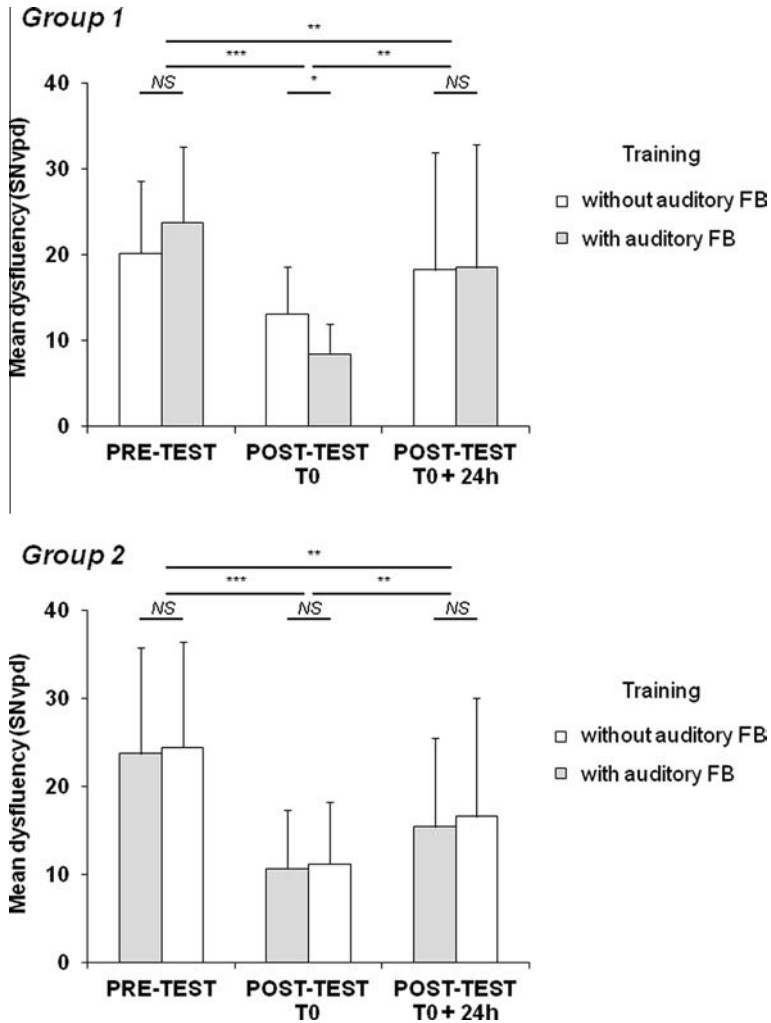 Group 1
**
*** **
NS * NS
40
30
20
10
0
Mean dysfluency (SNvpd)
PRE-TEST POST-TEST POST-TEST
T0 T0 + 24h
Training
without auditory FB
with auditory FB
Group 2
**
*** **
NS NS NS
40
30
20
10
0
Mean dysfluency (SNvpd)
PRE-TEST POST-TEST POST-TEST
T0 T0 + 24h
Training
without auditory FB
with auditory FB